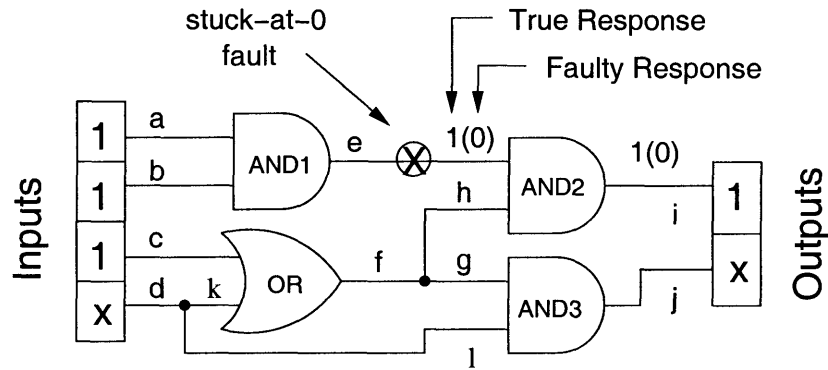 stuck-at-0
fault
True Response
Faulty Response
Inputs
1
1
1
X
a
b
c
d
k
AND1
OR
e
X
1(0)
f
h
g
l
AND2
AND3
1(0)
i
j
1
X
Outputs